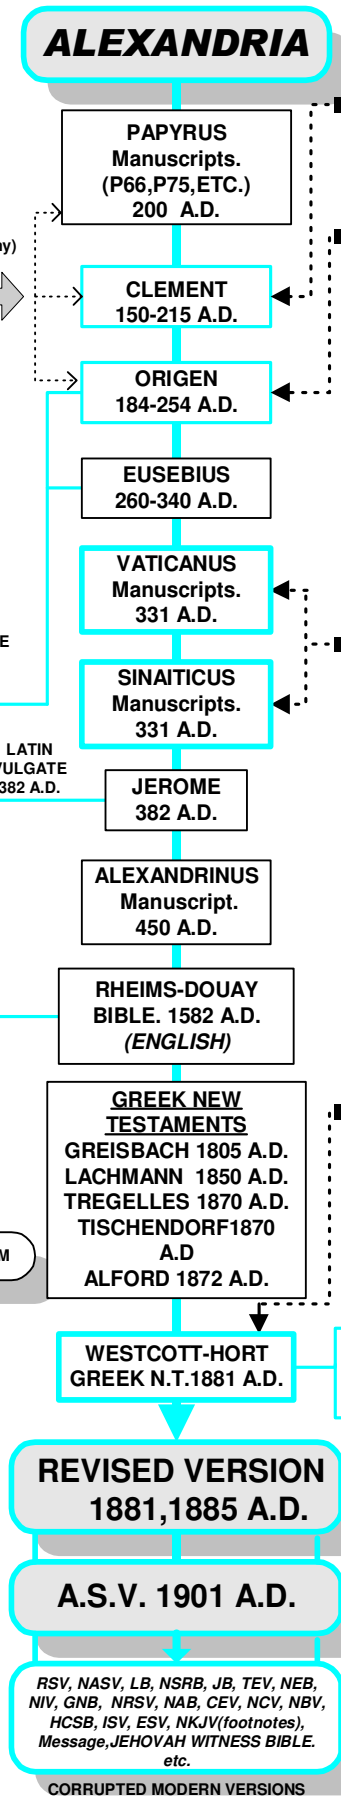 ALEXANDRIA
PAPYRUS
Manuscripts.
(P66,P75,ETC.)
200 A.D.
CLEMENT
150-215 A.D.
ORIGEN
184-254 A.D.
EUSEBIUS
260-340 A.D.
VATICANUS
Manuscripts.
331 A.D.
SINAITICUS
Manuscripts.
331 A.D.
LATIN
VULGATE
382 A.D.
JEROME
382 A.D.
ALEXANDRINUS
Manuscript.
450 A.D.
RHEIMS-DOUAY
BIBLE. 1582 A.D.
(ENGLISH)
GREEK NEW
TESTAMENTS
GREISBACH 1805 A.D.
LACHMANN 1850 A.D.
TREGELLES 1870 A.D.
TISCHENDORF1870
A.D
ALFORD 1872 A.D.
WESTCOTT-HORT
GREEK N.T.1881 A.D.
REVISED VERSION
1881,1885 A.D.
A.S.V. 1901 A.D.
RSV, NASV, LB, NSRB, JB, TEV, NEB,
NIV, GNB, NRSV, NAB, CEV, NCV, NBV,
HCSB, ISV, ESV, NKJV(footnotes),
Message,JEHOVAH WITNESS BIBLE.
etc.
CORRUPTED MODERN VERSIONS